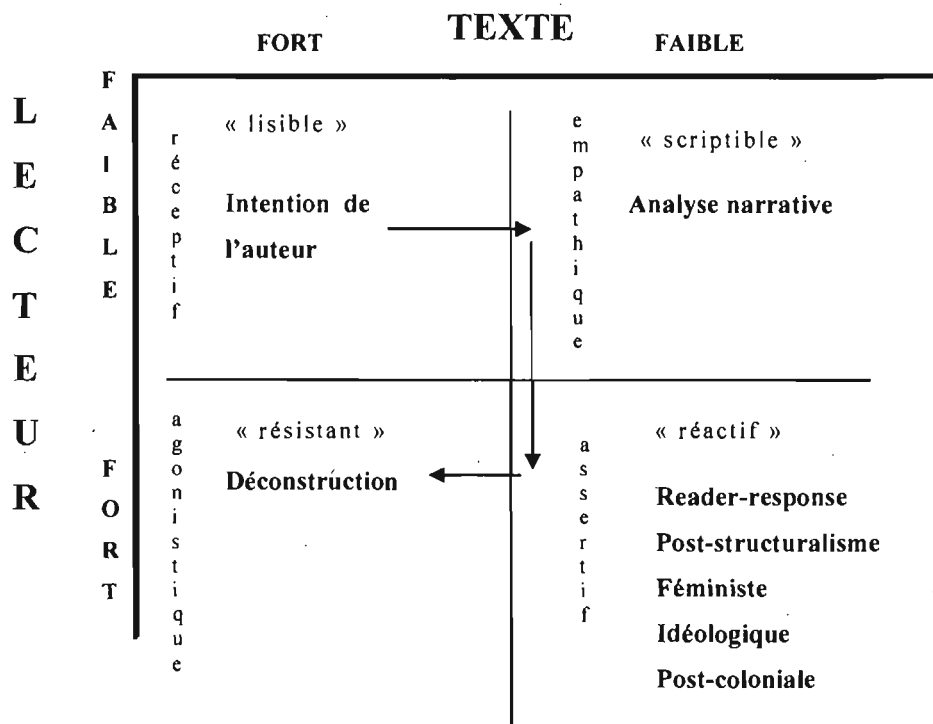 TEXTE
FORT
FAIBLE
LECTEUR
FAIBLE
réceptif
« lisible »
Intention de
l'auteur
empathique
« scriptible »
Analyse narrative
FORT
agonistique
« résistant »
Déconstruction
assertif
« réactif »
Reader-response
Post-structuralisme
Féministe
Idéologique
Post-coloniale